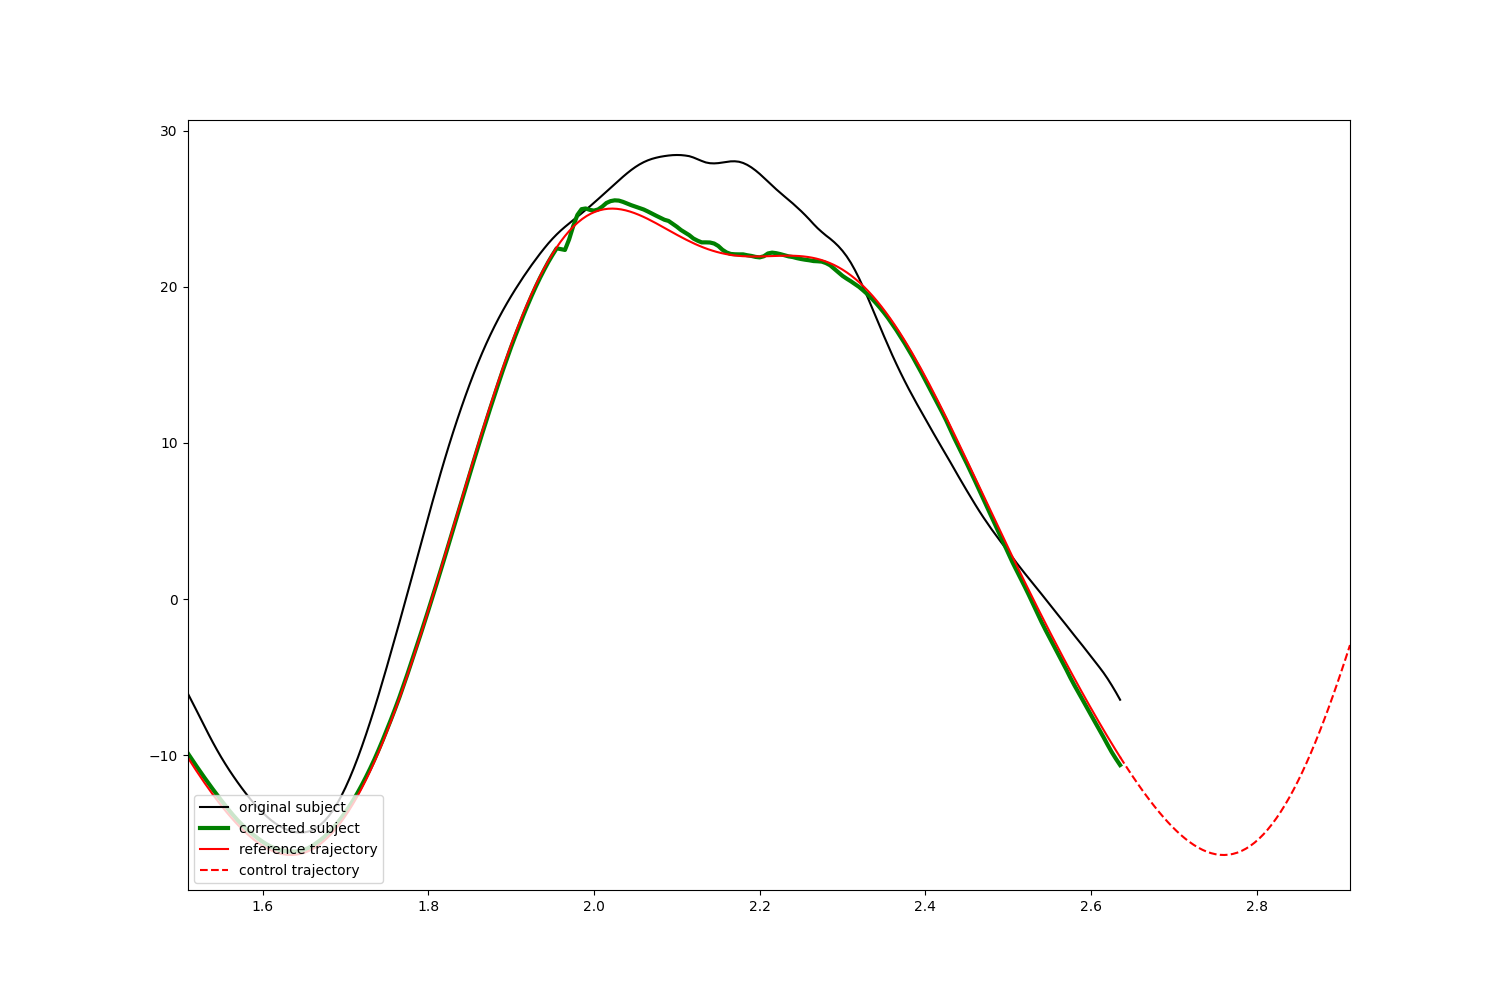 30
20
10
0
−10
original subject
corrected subject
reference trajectory
control trajectory
1.6 1.8 2.0 2.2 2.4 2.6 2.8